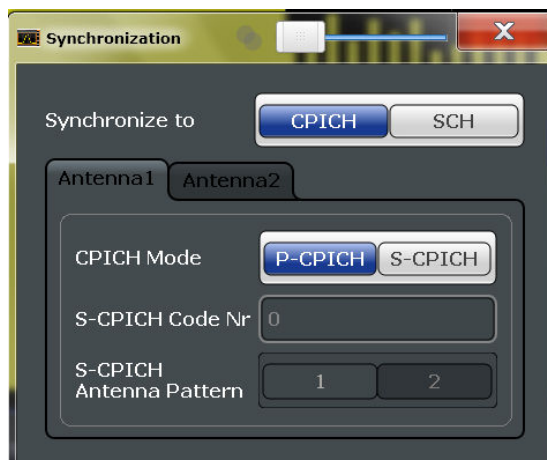 Synchronization
X
Synchronize to CPICH SCH
Antenna1 Antenna2
CPICH Mode P-CPICH S-CPICH
S-CPICH Code Nr 0
S-CPICH
Antenna Pattern 1 2